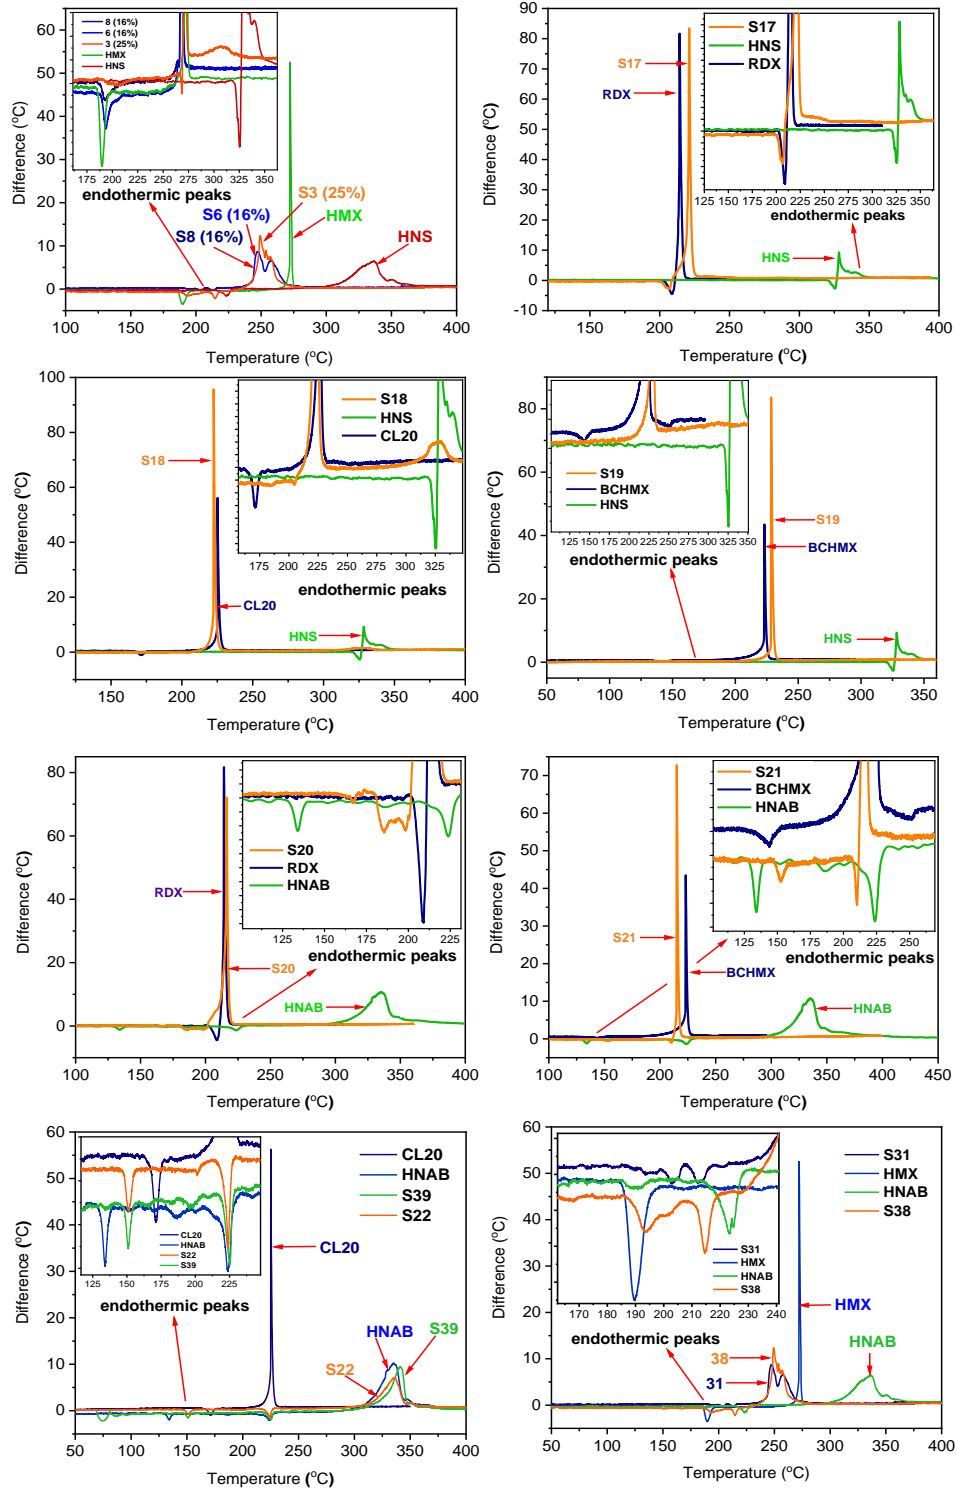 8 (16%)
6 (16%)
3 (25%)
HMX
HNS
200 250 300 350
endothermic peaks
S3 (25%)
S6 (16%)
HMX
S8 (16%)
HNS
65
60
50
40
30
20
10
0
100 150 200 250 300 350 400
Difference (°C)
Temperature (°C)
S17
HNS
RDX
125 150 175 200 225 250 275 300 325 350
endothermic peaks
S17
RDX
HNS
90
80
70
60
50
40
30
20
10
0
-10
150 200 250 300 350 400
Difference (°C)
Temperature (°C)
S18
HNS
CL20
175 200 225 250 275 300 325 350
endothermic peaks
S18
CL20
HNS
100
80
60
40
20
0
150 200 250 300 350 400
Difference (°C)
Temperature (°C)
S19
BCHMX
HNS
125 150 175 200 225 250 275 300 325 350
endothermic peaks
S19
BCHMX
HNS
80
60
40
20
0
50 100 150 200 250 300 350
Difference (°C)
Temperature (°C)
S20
RDX
HNAB
125 150 175 200 225
endothermic peaks
RDX
S20
HNAB
80
60
40
20
0
100 150 200 250 300 350 400
Difference (°C)
Temperature (°C)
S21
BCHMX
HNAB
120 150 180 210 240 260
endothermic peaks
S21
BCHMX
HNAB
70
60
50
40
30
20
10
0
100 150 200 250 300 350 400 450
Difference (°C)
Temperature (°C)
CL20
HNAB
S22
S39
125 150 175 200 225
endothermic peaks
CL20
HNAB
S39
S22
CL20
HNAB
S39
S22
60
50
40
30
20
10
0
100 150 200 250 300 350 400
Difference (°C)
Temperature (°C)
S31
HMX
HNAB
S38
170 180 190 200 210 220 230 240
endothermic peaks
S31
HMX
HNAB
S38
HMX
HNAB
38
31
60
50
40
30
20
10
0
100 150 200 250 300 350 400
Difference (°C)
Temperature (°C)